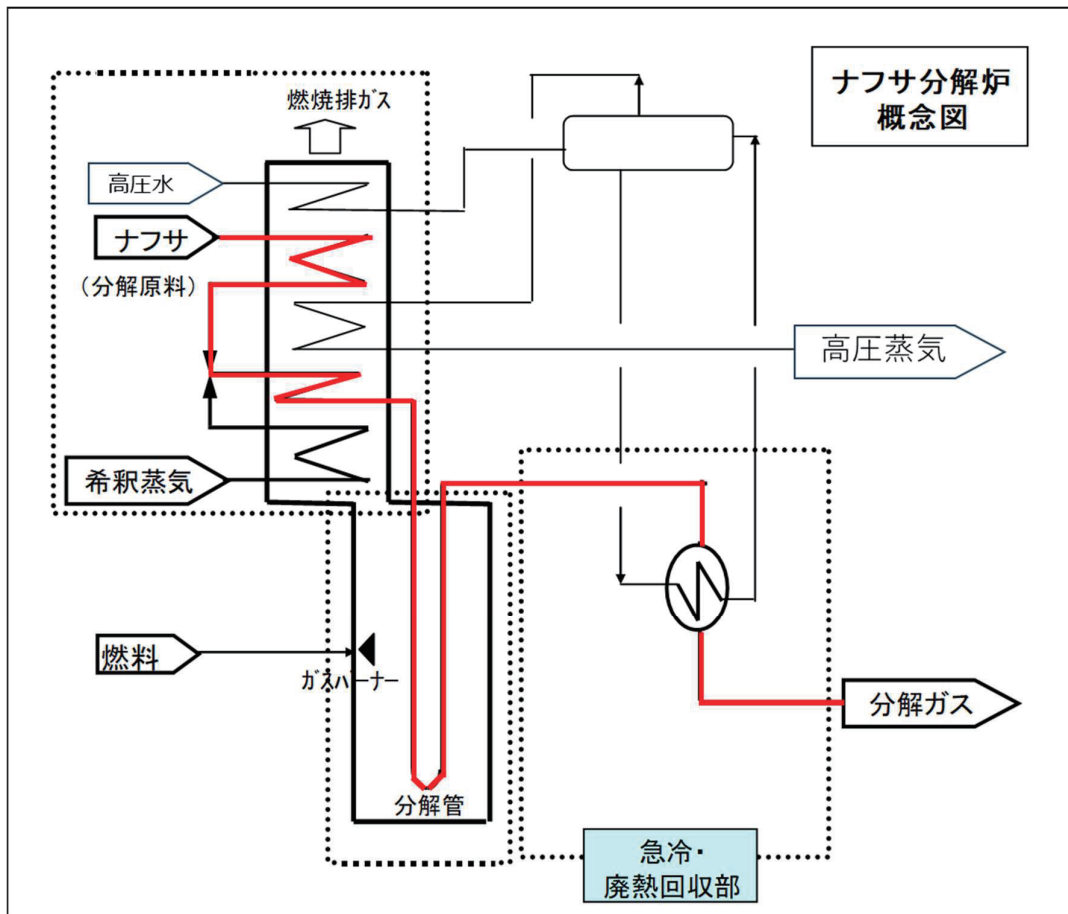 ナフサ分解炉
概念図
燃焼排ガス
高圧水
ナフサ
（分解原料）
高圧蒸気
希釈蒸気
燃料
ガスバーナー
分解ガス
分解管
急冷・
廃熱回収部